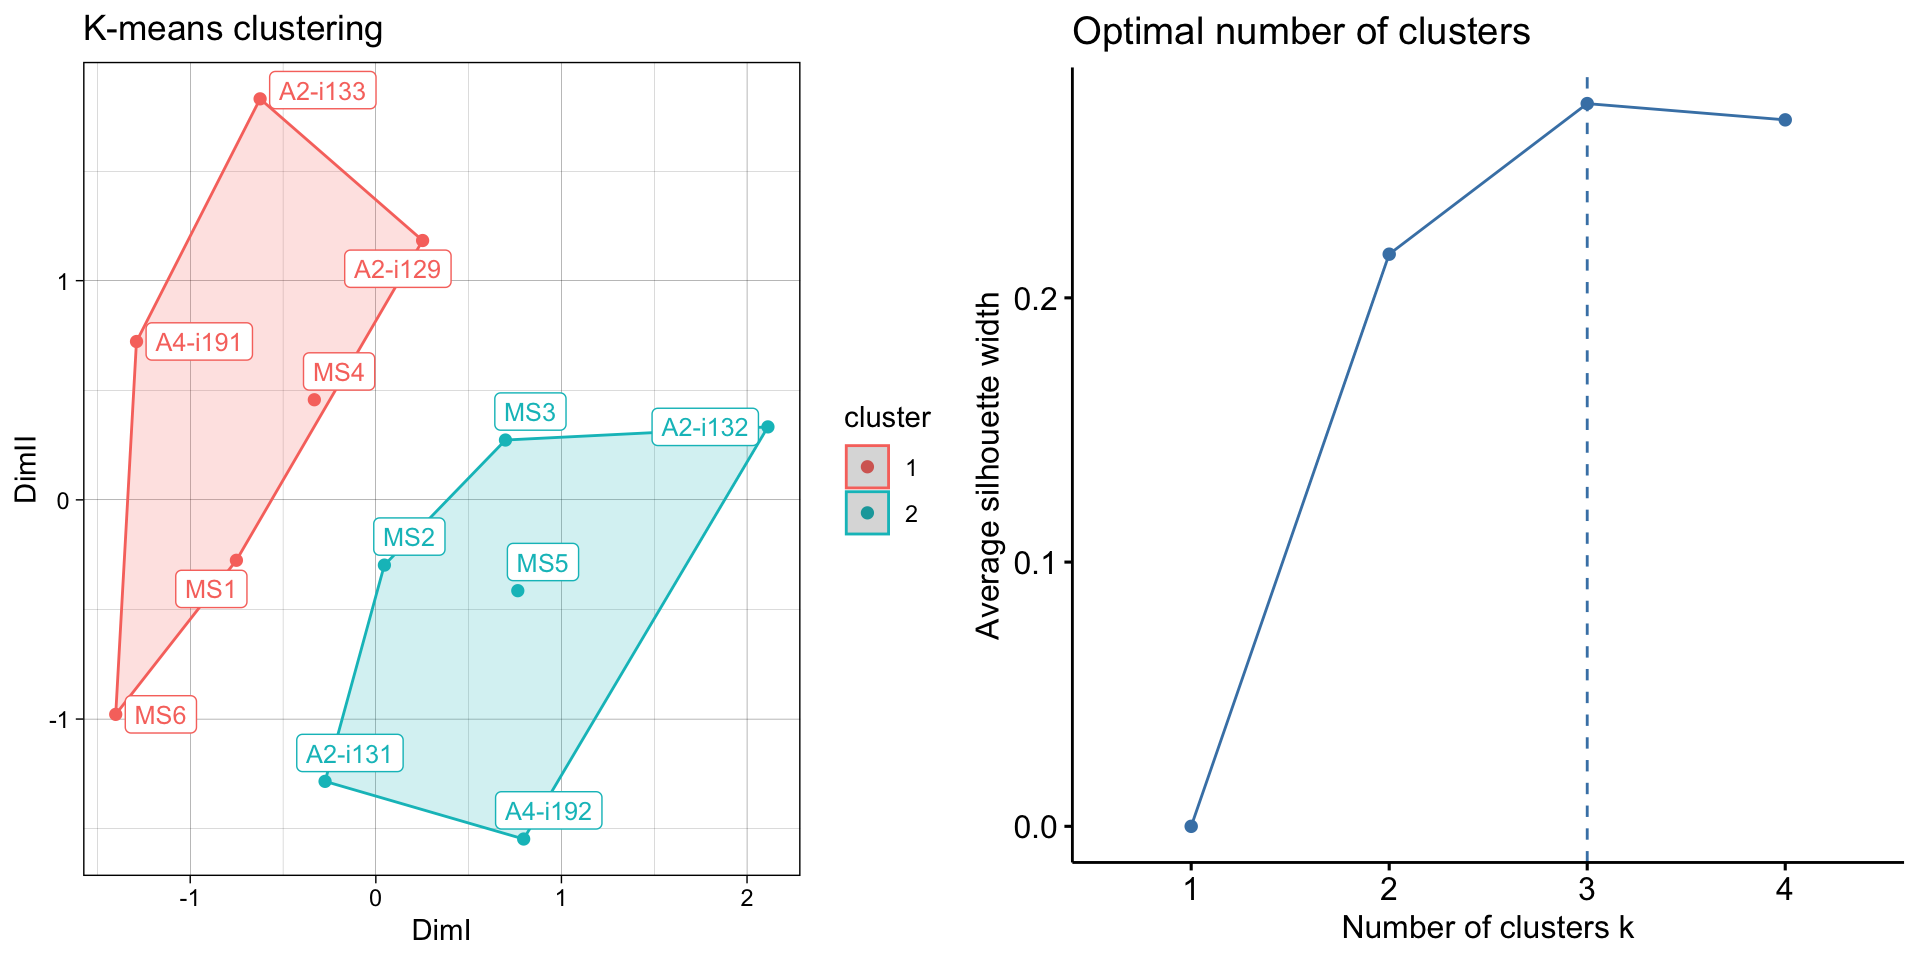 K-means clustering
A2-i133
A2-i129
A4-i191
MS4
MS3
A2-i132
MS2
MS5
MS1
MS6
A2-i131
A4-i192
1
0
-1
DimII
-1
0
1
2
DimI
cluster
1
2
Optimal number of clusters
0.2
0.1
0.0
Average silhouette width
1
2
3
4
Number of clusters k